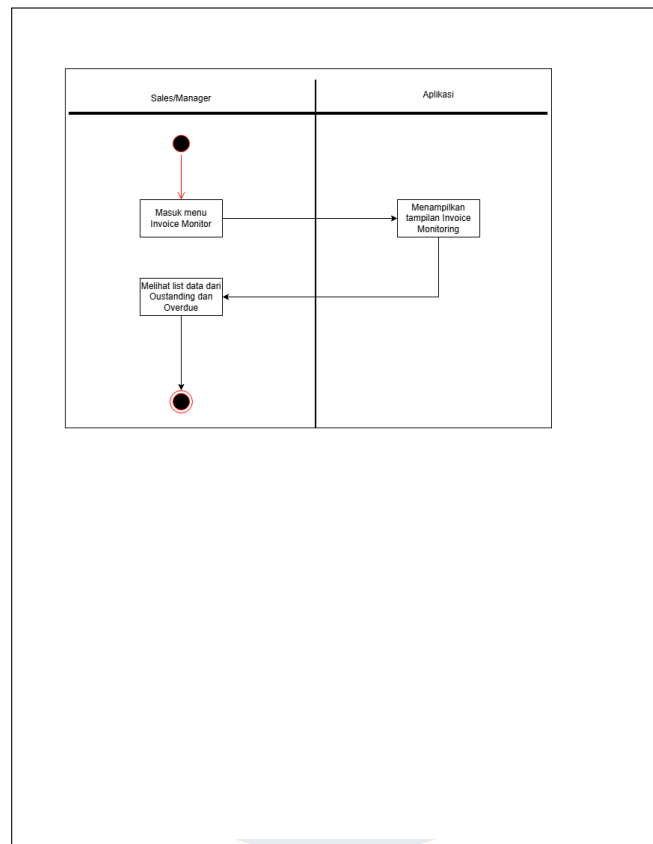 Sales/Manager
Aplikasi
Masuk menu
Invoice Monitor
Menampilkan
tampilan Invoice
Monitoring
Melihat list data dari
Oustanding dan
Overdue